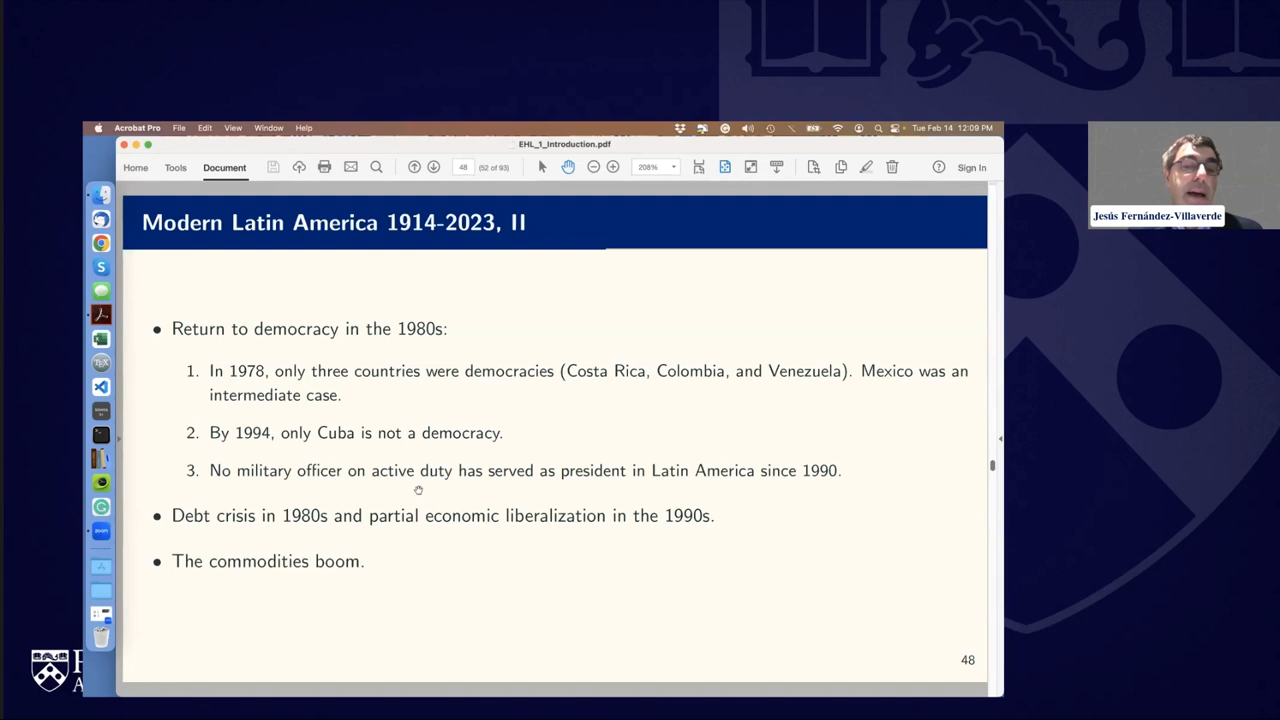 Acrobat Pro File Edit View Window Help Tue Feb 14 12:09 PM
EHL_1_Introduction.pdf
Home Tools Document 48 (52 of 93) 208% Sign In
Modern Latin America 1914-2023, II
Jesús Fernández-Villaverde
• Return to democracy in the 1980s:
1. In 1978, only three countries were democracies (Costa Rica, Colombia, and Venezuela). Mexico was an
intermediate case.
2. By 1994, only Cuba is not a democracy.
3. No military officer on active duty has served as president in Latin America since 1990.
• Debt crisis in 1980s and partial economic liberalization in the 1990s.
• The commodities boom.
48